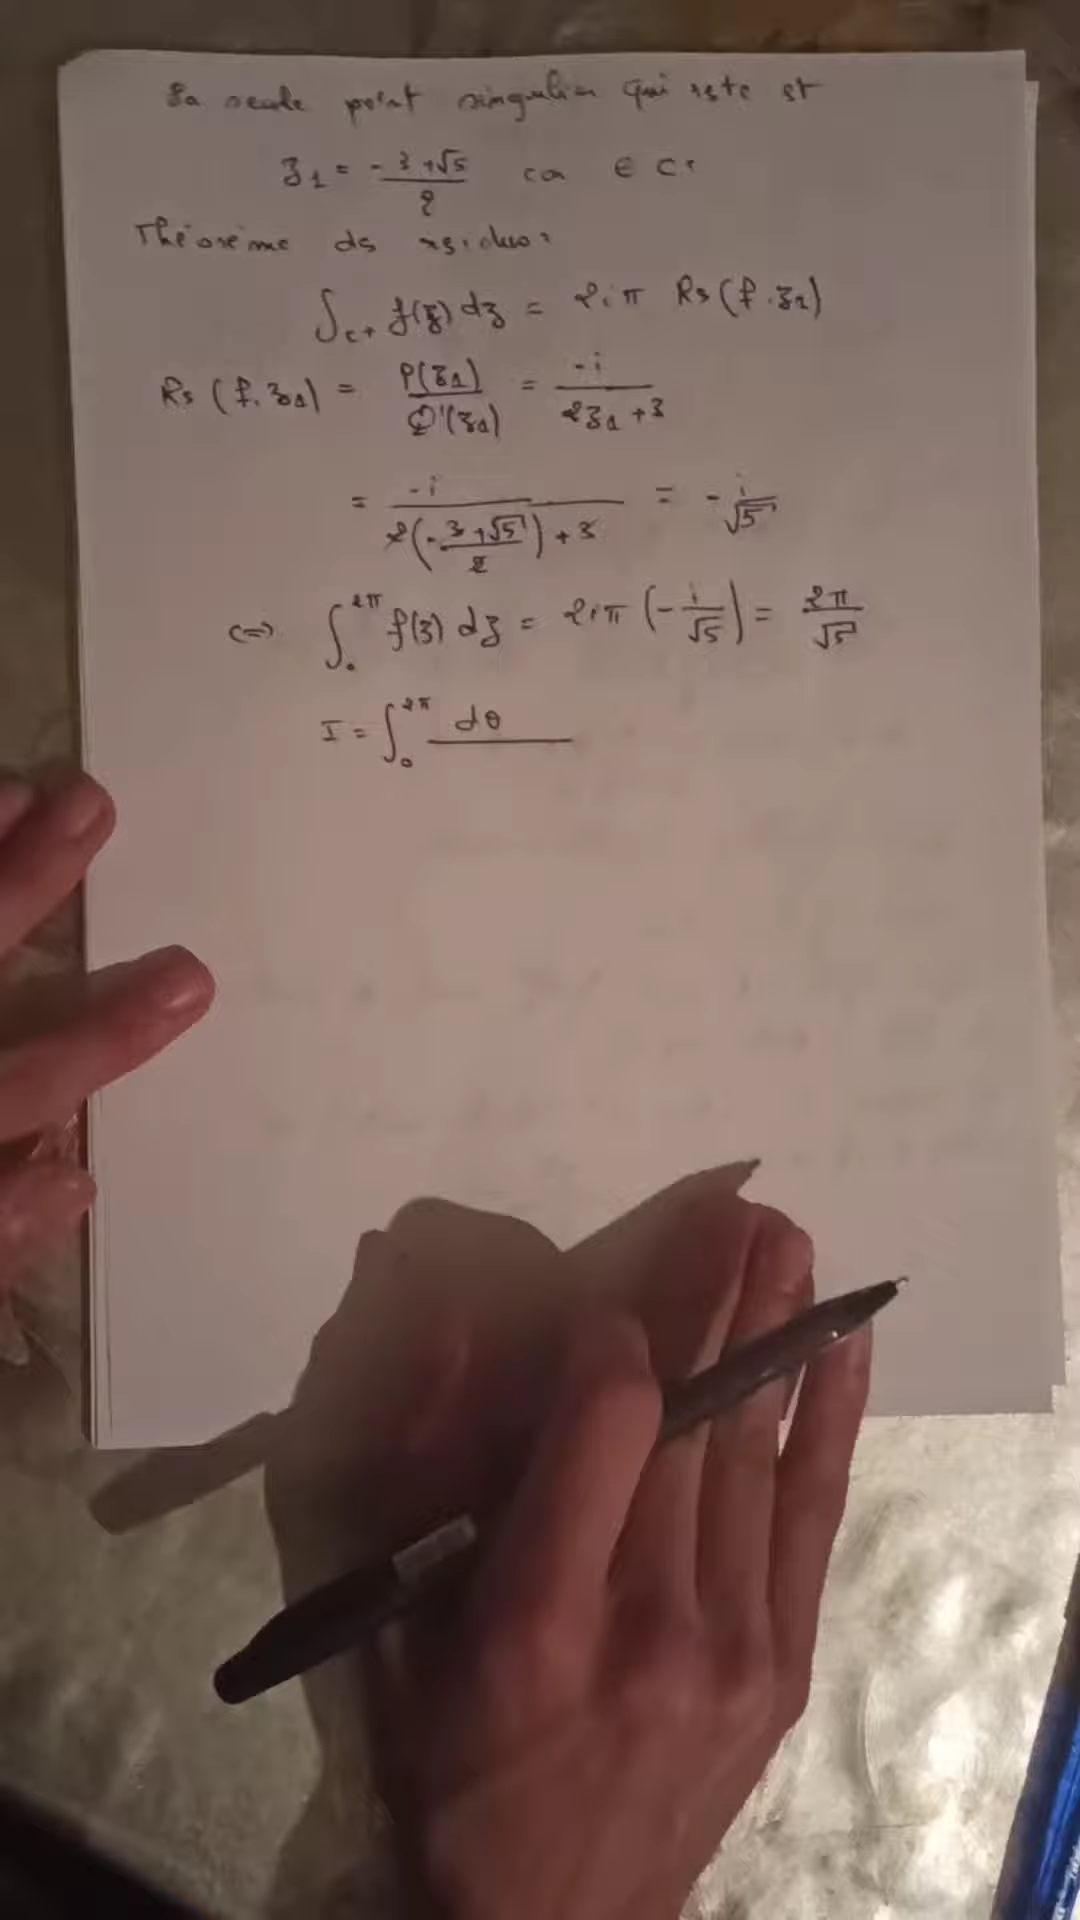 La seule point singulier qui reste est
z₁ = (-3+√5)/2 car ∈ C⁺
Théorème des résidus :
∫_{C+} f(z) dz = 2iπ Rs(f, z₁)
Rs(f, z₁) = P(z₁)/Q'(z₁) = -i/(2z₁+3)
= -i/(2(-3+√5)/2)+3) = -i/√5
⇔ ∫₀^{2π} f(z) dz = 2iπ (-i/√5) = 2π/√5
I = ∫₀^{2π} dθ